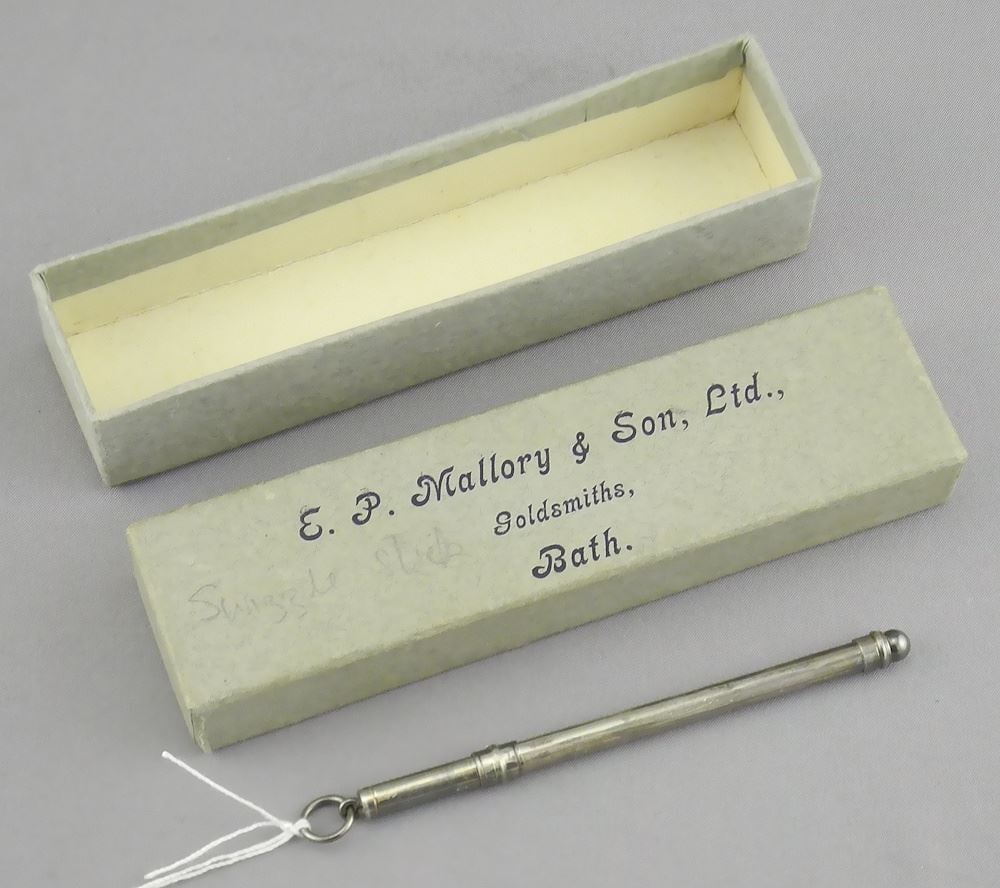 E. P. Mallory & Son, Ltd.,
Goldsmiths,
Bath.
Swizzle Stick